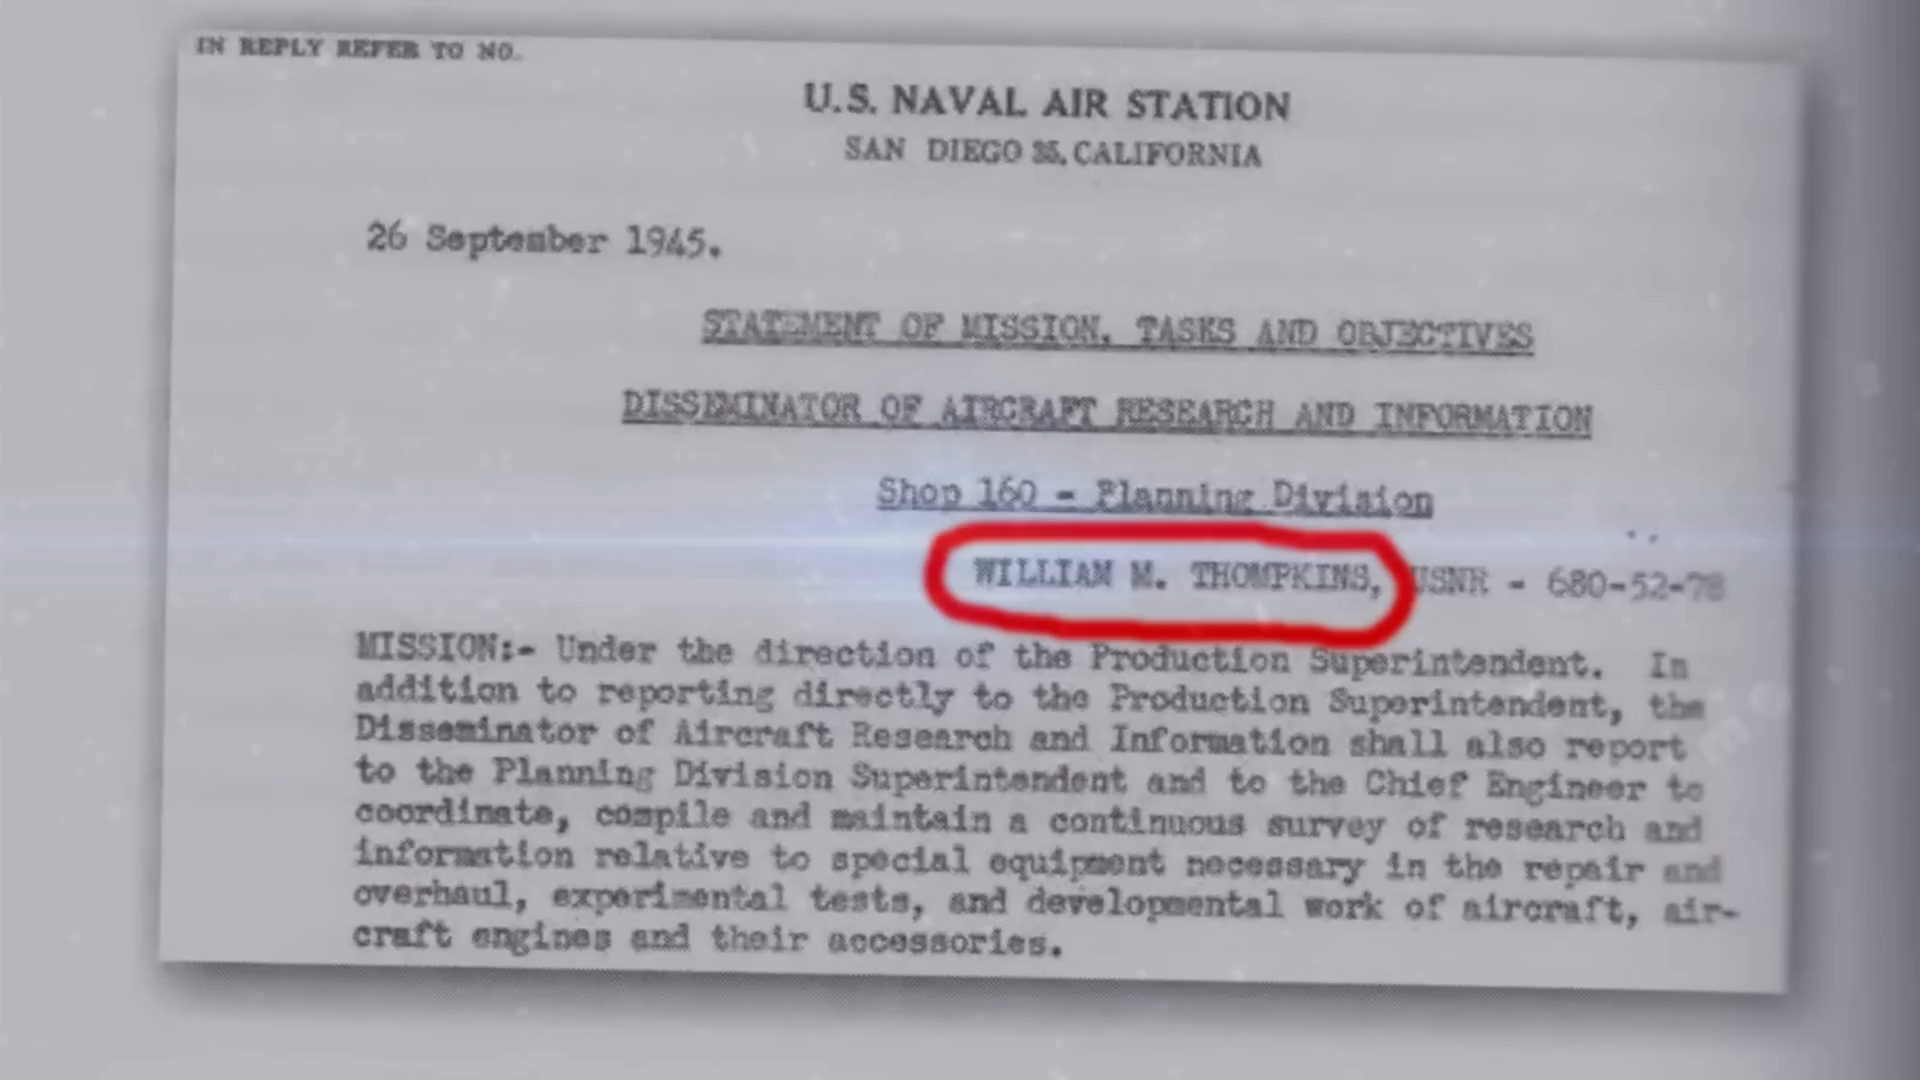 IN REPLY REFER TO NO.
U.S. NAVAL AIR STATION
SAN DIEGO 35, CALIFORNIA
26 September 1945.
STATEMENT OF MISSION, TASKS AND OBJECTIVES
DISSEMINATOR OF AIRCRAFT RESEARCH AND INFORMATION
Shop 160 - Planning Division
WILLIAM M. THOMPKINS, USNR - 680-52-78
MISSION:- Under the direction of the Production Superintendent. In
addition to reporting directly to the Production Superintendent, the
Disseminator of Aircraft Research and Information shall also report
to the Planning Division Superintendent and to the Chief Engineer to
coordinate, compile and maintain a continuous survey of research and
information relative to special equipment necessary in the repair and
overhaul, experimental tests, and developmental work of aircraft, air-
craft engines and their accessories.